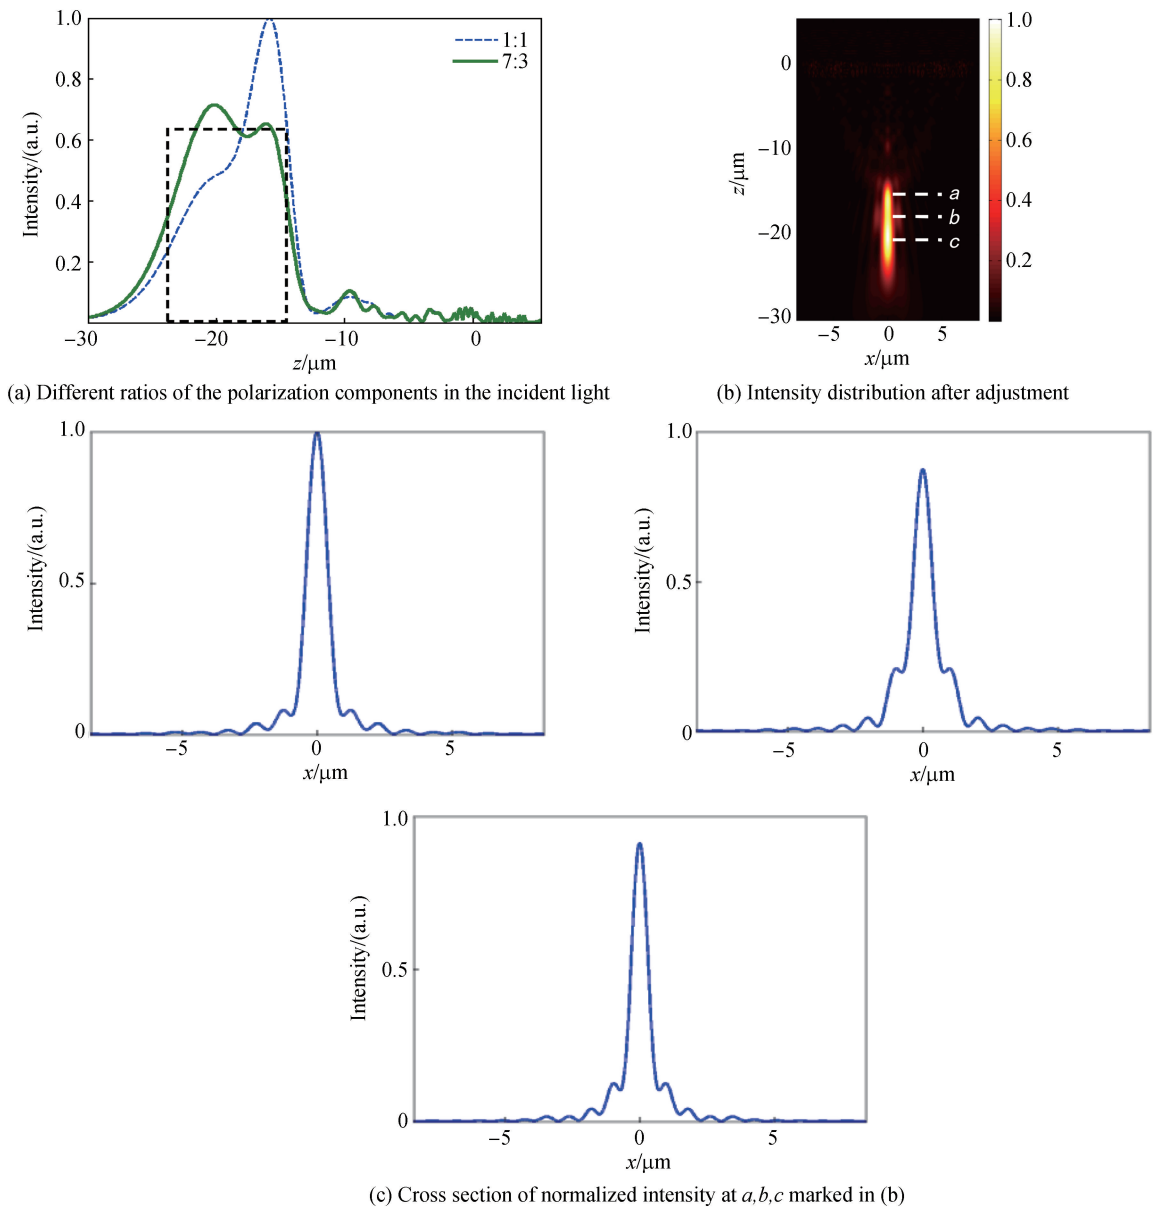 1.0
0.8
0.6
0.4
0.2
Intensity/(a.u.)
1:1
7:3
−30
−20
−10
0
z/μm
(a) Different ratios of the polarization components in the incident light
0
−10
−20
−30
z/μm
a
b
c
−5
0
5
x/μm
1.0
0.8
0.6
0.4
0.2
(b) Intensity distribution after adjustment
1.0
0.5
0
Intensity/(a.u.)
−5
0
5
x/μm
1.0
0.5
0
Intensity/(a.u.)
−5
0
5
x/μm
1.0
0.5
0
Intensity/(a.u.)
−5
0
5
x/μm
(c) Cross section of normalized intensity at a,b,c marked in (b)